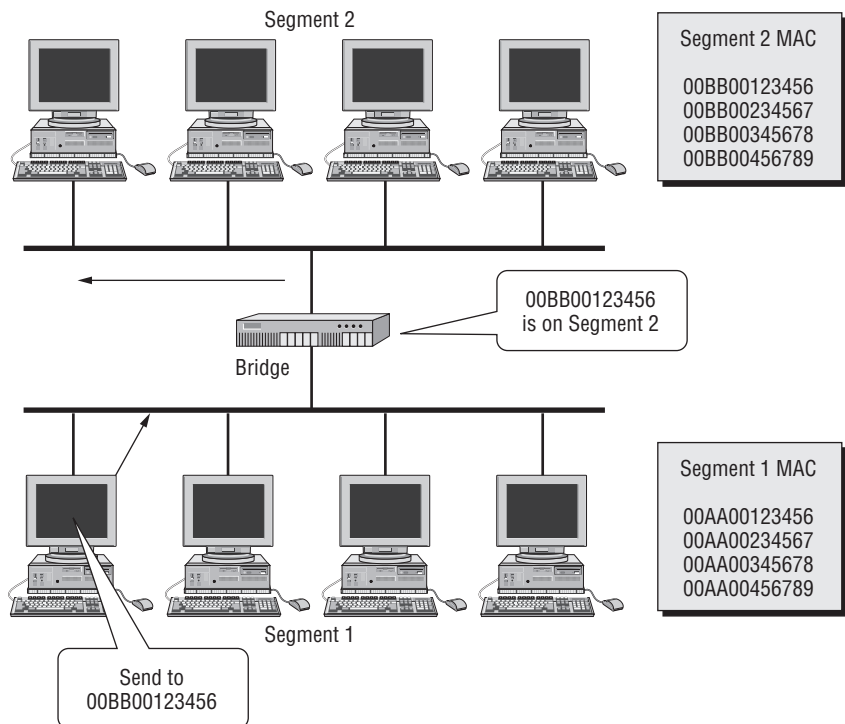 Segment 2
Segment 2 MAC
00BB00123456
00BB00234567
00BB00345678
00BB00456789
00BB00123456
is on Segment 2
Bridge
Segment 1 MAC
00AA00123456
00AA00234567
00AA00345678
00AA00456789
Segment 1
Send to
00BB00123456